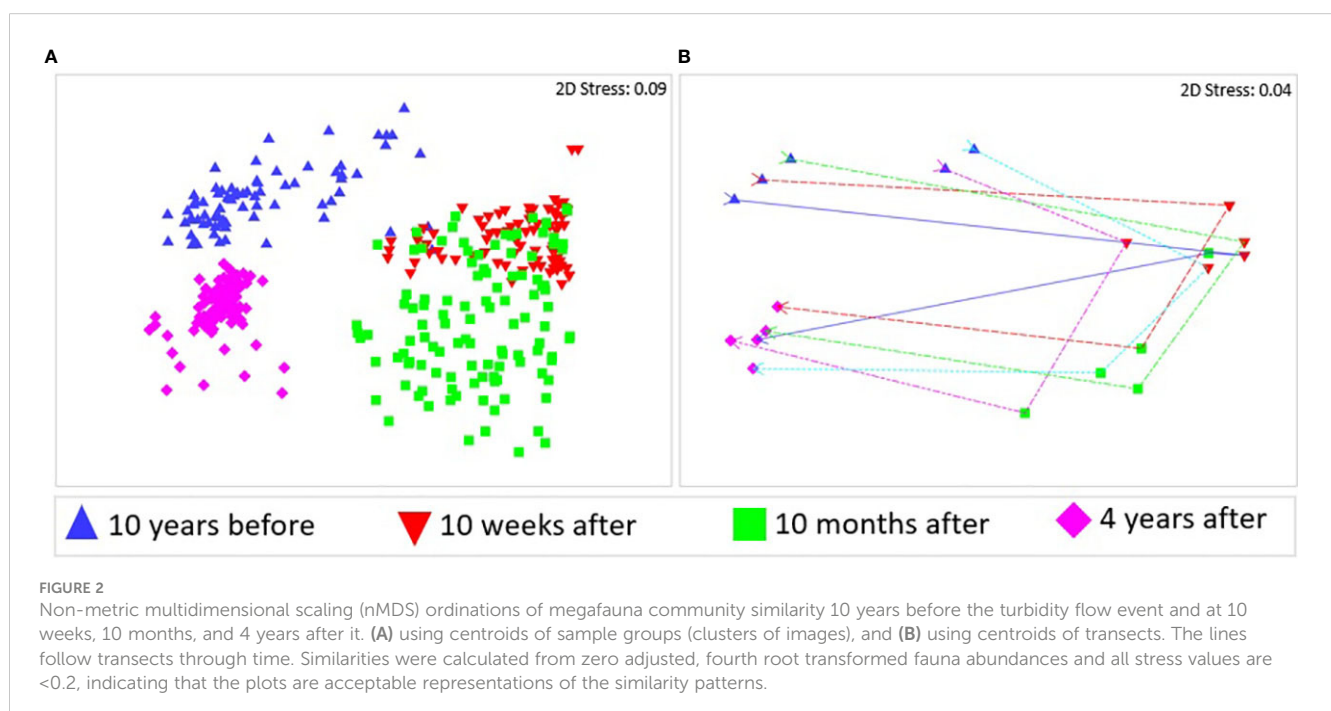 A
B
2D Stress: 0.09
2D Stress: 0.04
10 years before
10 weeks after
10 months after
4 years after
FIGURE 2
Non-metric multidimensional scaling (nMDS) ordinations of megafauna community similarity 10 years before the turbidity flow event and at 10
weeks, 10 months, and 4 years after it. (A) using centroids of sample groups (clusters of images), and (B) using centroids of transects. The lines
follow transects through time. Similarities were calculated from zero adjusted, fourth root transformed fauna abundances and all stress values are
<0.2, indicating that the plots are acceptable representations of the similarity patterns.